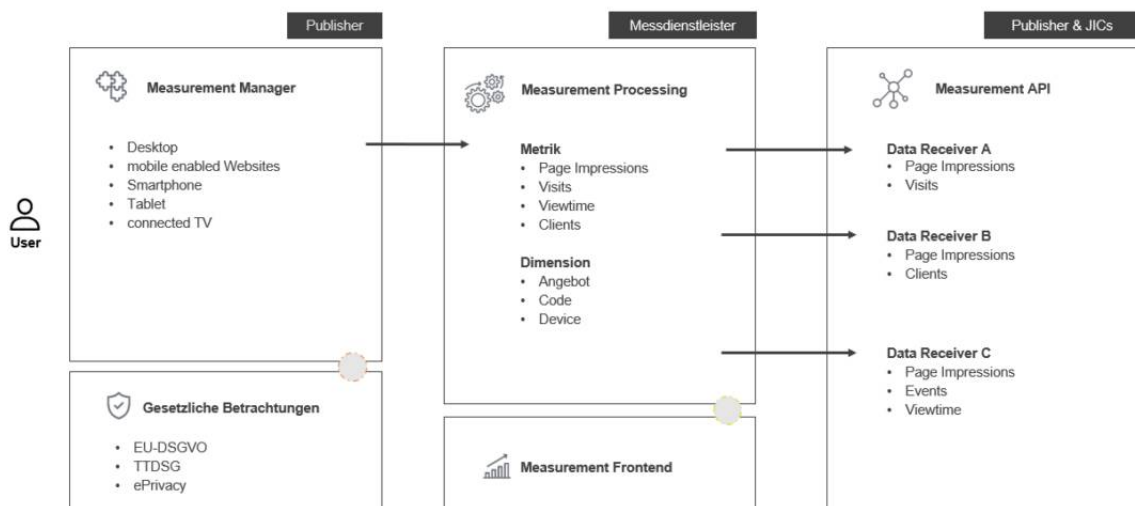 Publisher
Messdienstleister
Publisher & JICs
User
Measurement Manager
• Desktop
• mobile enabled Websites
• Smartphone
• Tablet
• connected TV
Gesetzliche Betrachtungen
• EU-DSGVO
• TTDSG
• ePrivacy
Measurement Processing
Metrik
• Page Impressions
• Visits
• Viewtime
• Clients
Dimension
• Angebot
• Code
• Device
Measurement Frontend
Measurement API
Data Receiver A
• Page Impressions
• Visits
Data Receiver B
• Page Impressions
• Clients
Data Receiver C
• Page Impressions
• Events
• Viewtime